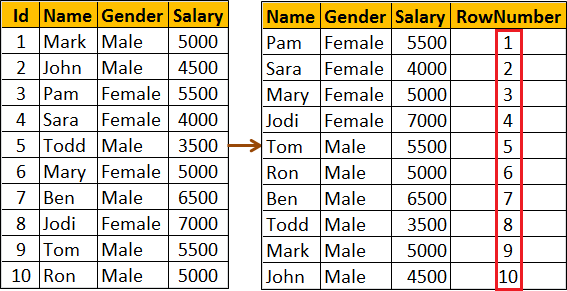 Id Name Gender Salary
1 Mark Male 5000
2 John Male 4500
3 Pam Female 5500
4 Sara Female 4000
5 Todd Male 3500
6 Mary Female 5000
7 Ben Male 6500
8 Jodi Female 7000
9 Tom Male 5500
10 Ron Male 5000
Name Gender Salary RowNumber
Pam Female 5500 1
Sara Female 4000 2
Mary Female 5000 3
Jodi Female 7000 4
Tom Male 5500 5
Ron Male 5000 6
Ben Male 6500 7
Todd Male 3500 8
Mark Male 5000 9
John Male 4500 10